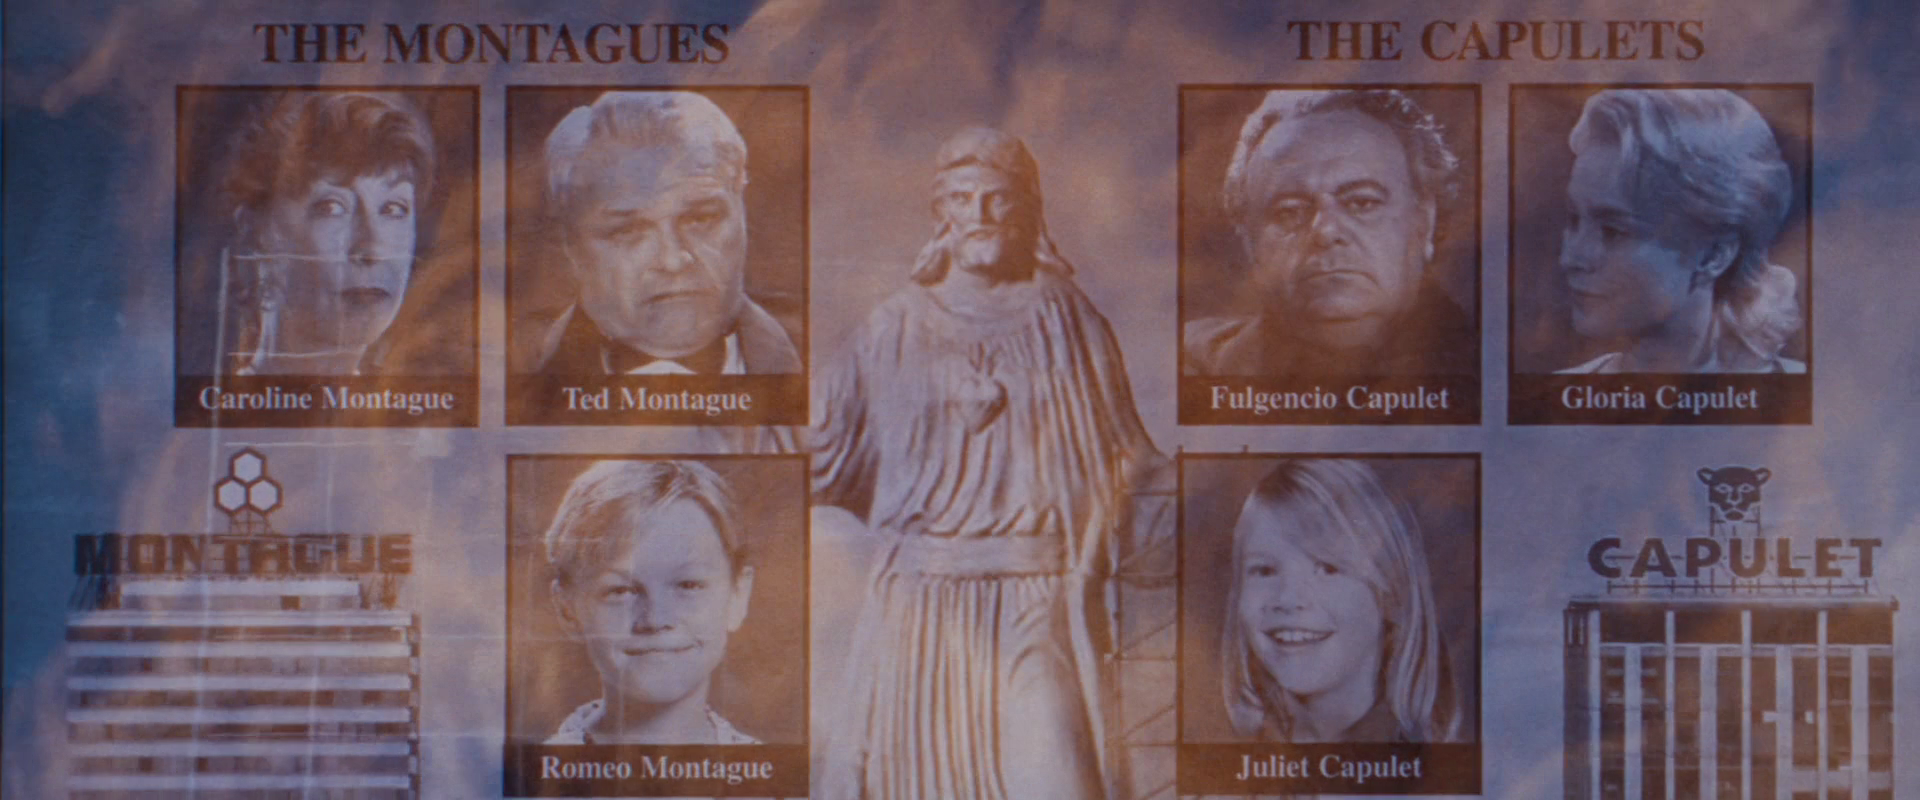 THE MONTAGUES
THE CAPULETS
Caroline Montague
Ted Montague
Fulgencio Capulet
Gloria Capulet
MONTAGUE
CAPULET
Romeo Montague
Juliet Capulet